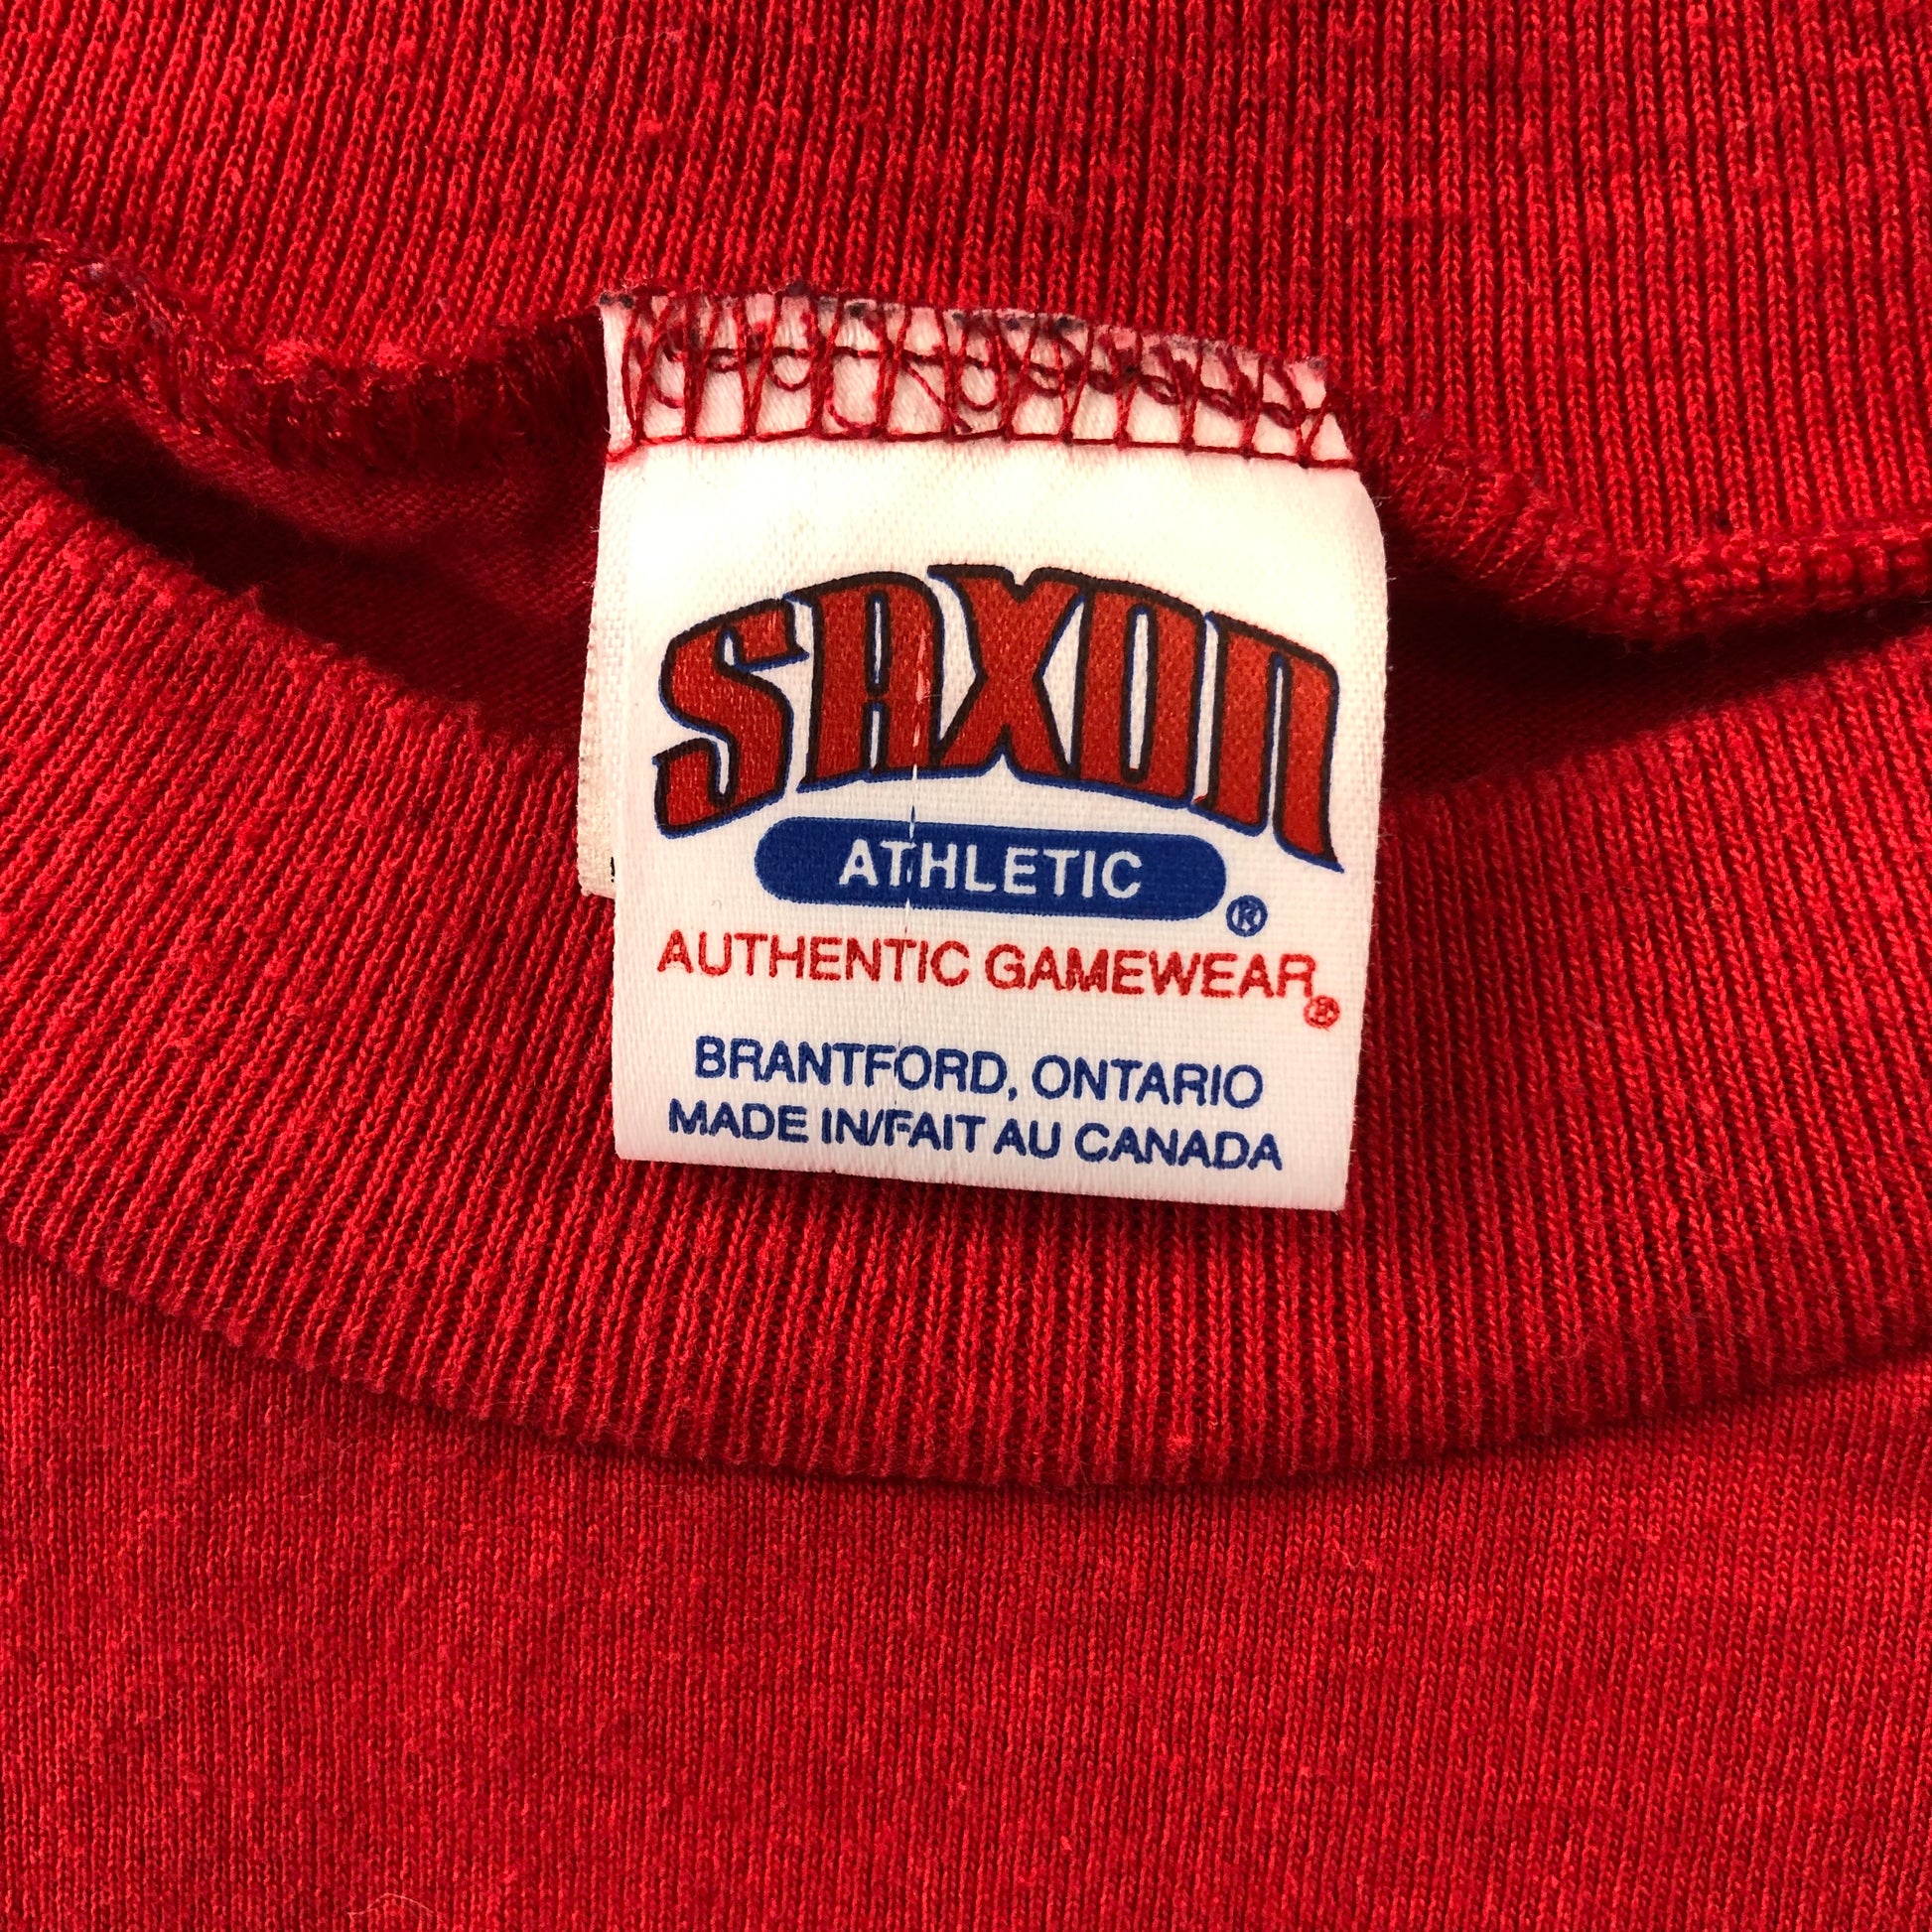 SAXON
ATHLETIC ®
AUTHENTIC GAMEWEAR ®
BRANTFORD, ONTARIO
MADE IN/FAIT AU CANADA